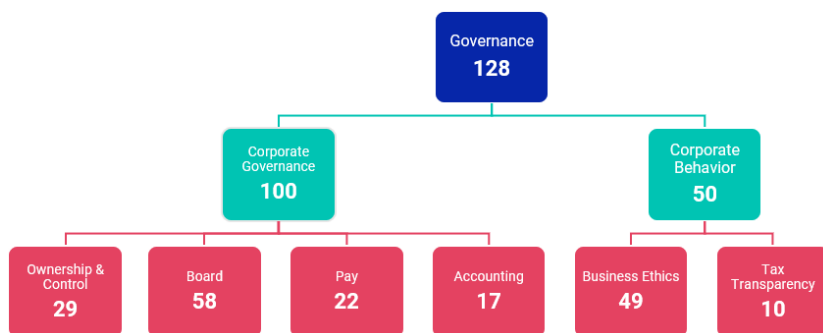 Governance
128
Corporate
Governance
100
Corporate
Behavior
50
Ownership &
Control
29
Board
58
Pay
22
Accounting
17
Business Ethics
49
Tax
Transparency
10